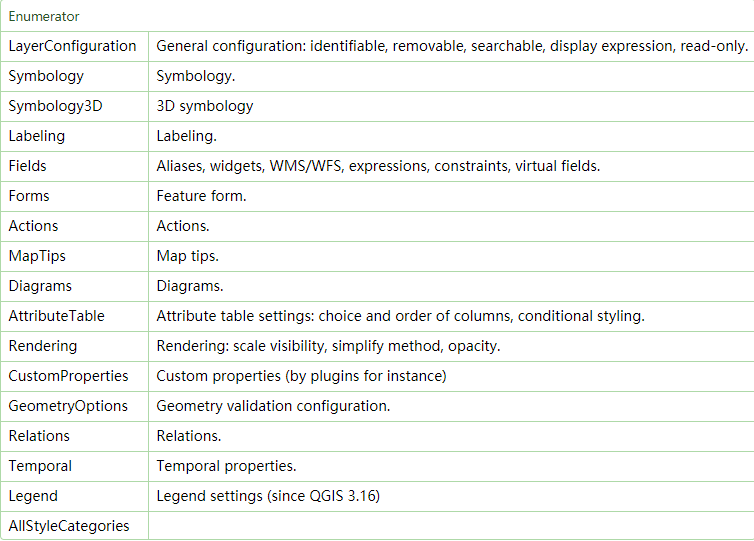 Enumerator
LayerConfiguration General configuration: identifiable, removable, searchable, display expression, read-only.
Symbology Symbology.
Symbology3D 3D symbology
Labeling Labeling.
Fields Aliases, widgets, WMS/WFS, expressions, constraints, virtual fields.
Forms Feature form.
Actions Actions.
MapTips Map tips.
Diagrams Diagrams.
AttributeTable Attribute table settings: choice and order of columns, conditional styling.
Rendering Rendering: scale visibility, simplify method, opacity.
CustomProperties Custom properties (by plugins for instance)
GeometryOptions Geometry validation configuration.
Relations Relations.
Temporal Temporal properties.
Legend Legend settings (since QGIS 3.16)
AllStyleCategories